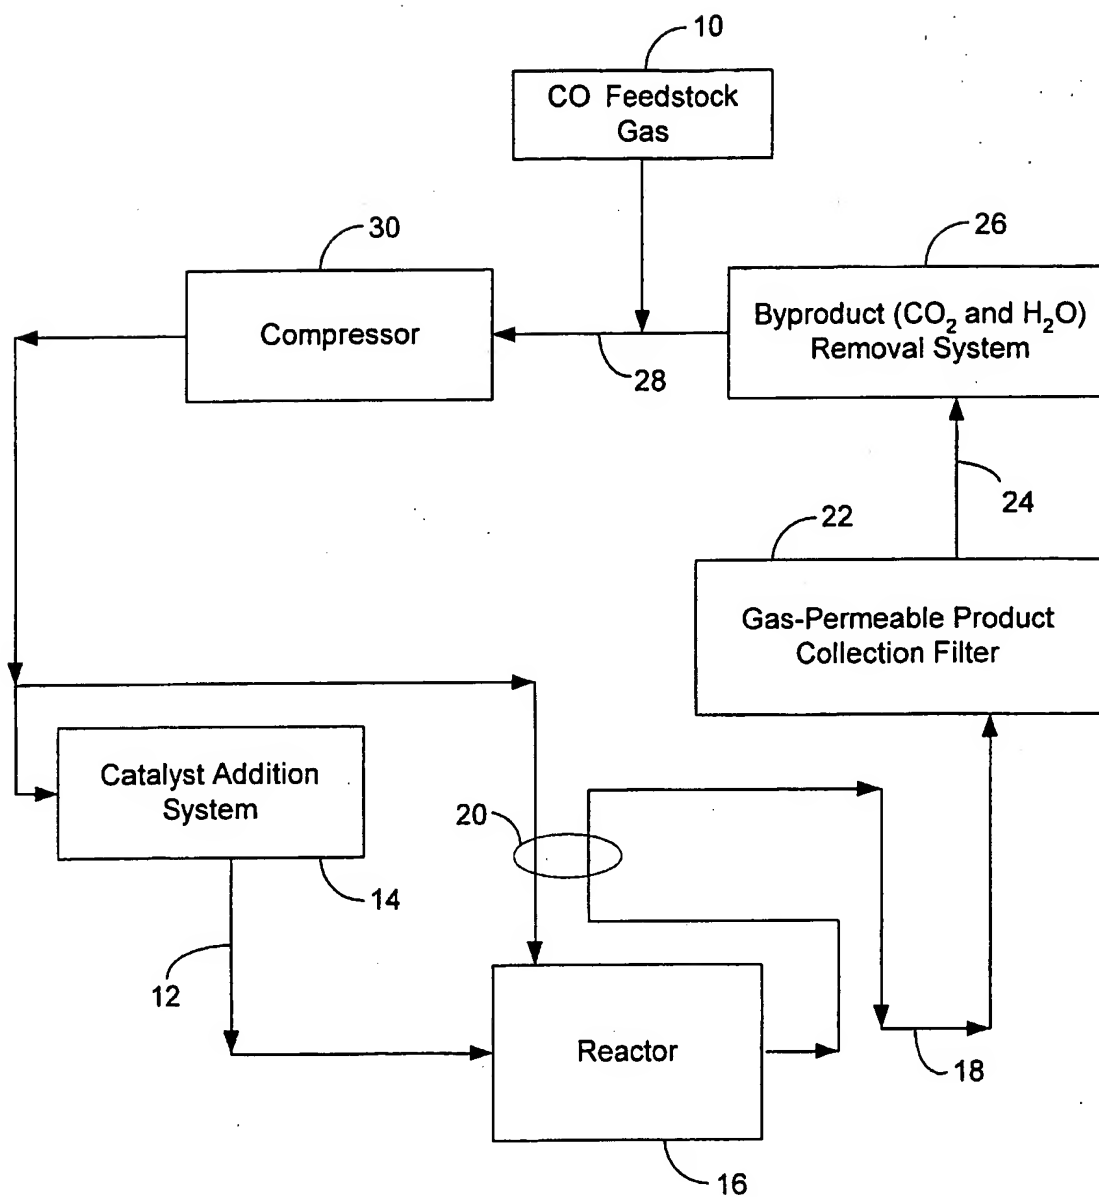 10
CO Feedstock
Gas
30
26
Compressor
Byproduct (CO₂ and H₂O)
Removal System
28
24
22
Gas-Permeable Product
Collection Filter
Catalyst Addition
System
20
14
12
Reactor
18
16